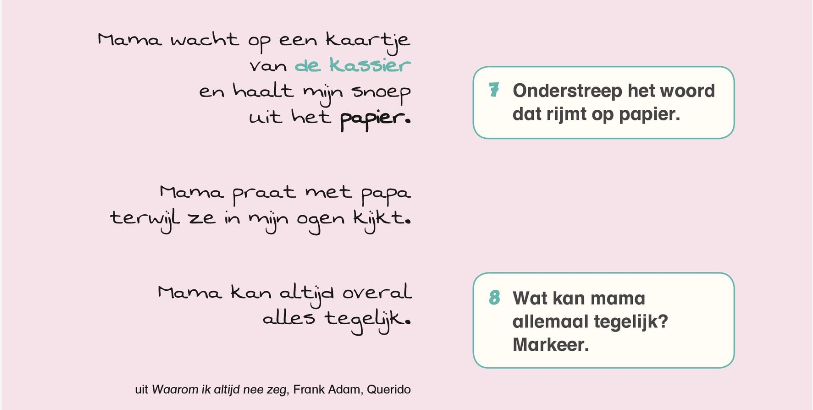 Mama wacht op een kaartje
van de kassier
en haalt mijn snoep
uit het papier.
7 Onderstreep het woord
dat rijmt op papier.
Mama praat met papa
terwijl ze in mijn ogen kijkt.
Mama kan altijd overal
alles tegelijk.
8 Wat kan mama
allemaal tegelijk?
Markeer.
uit Waarom ik altijd nee zeg, Frank Adam, Querido